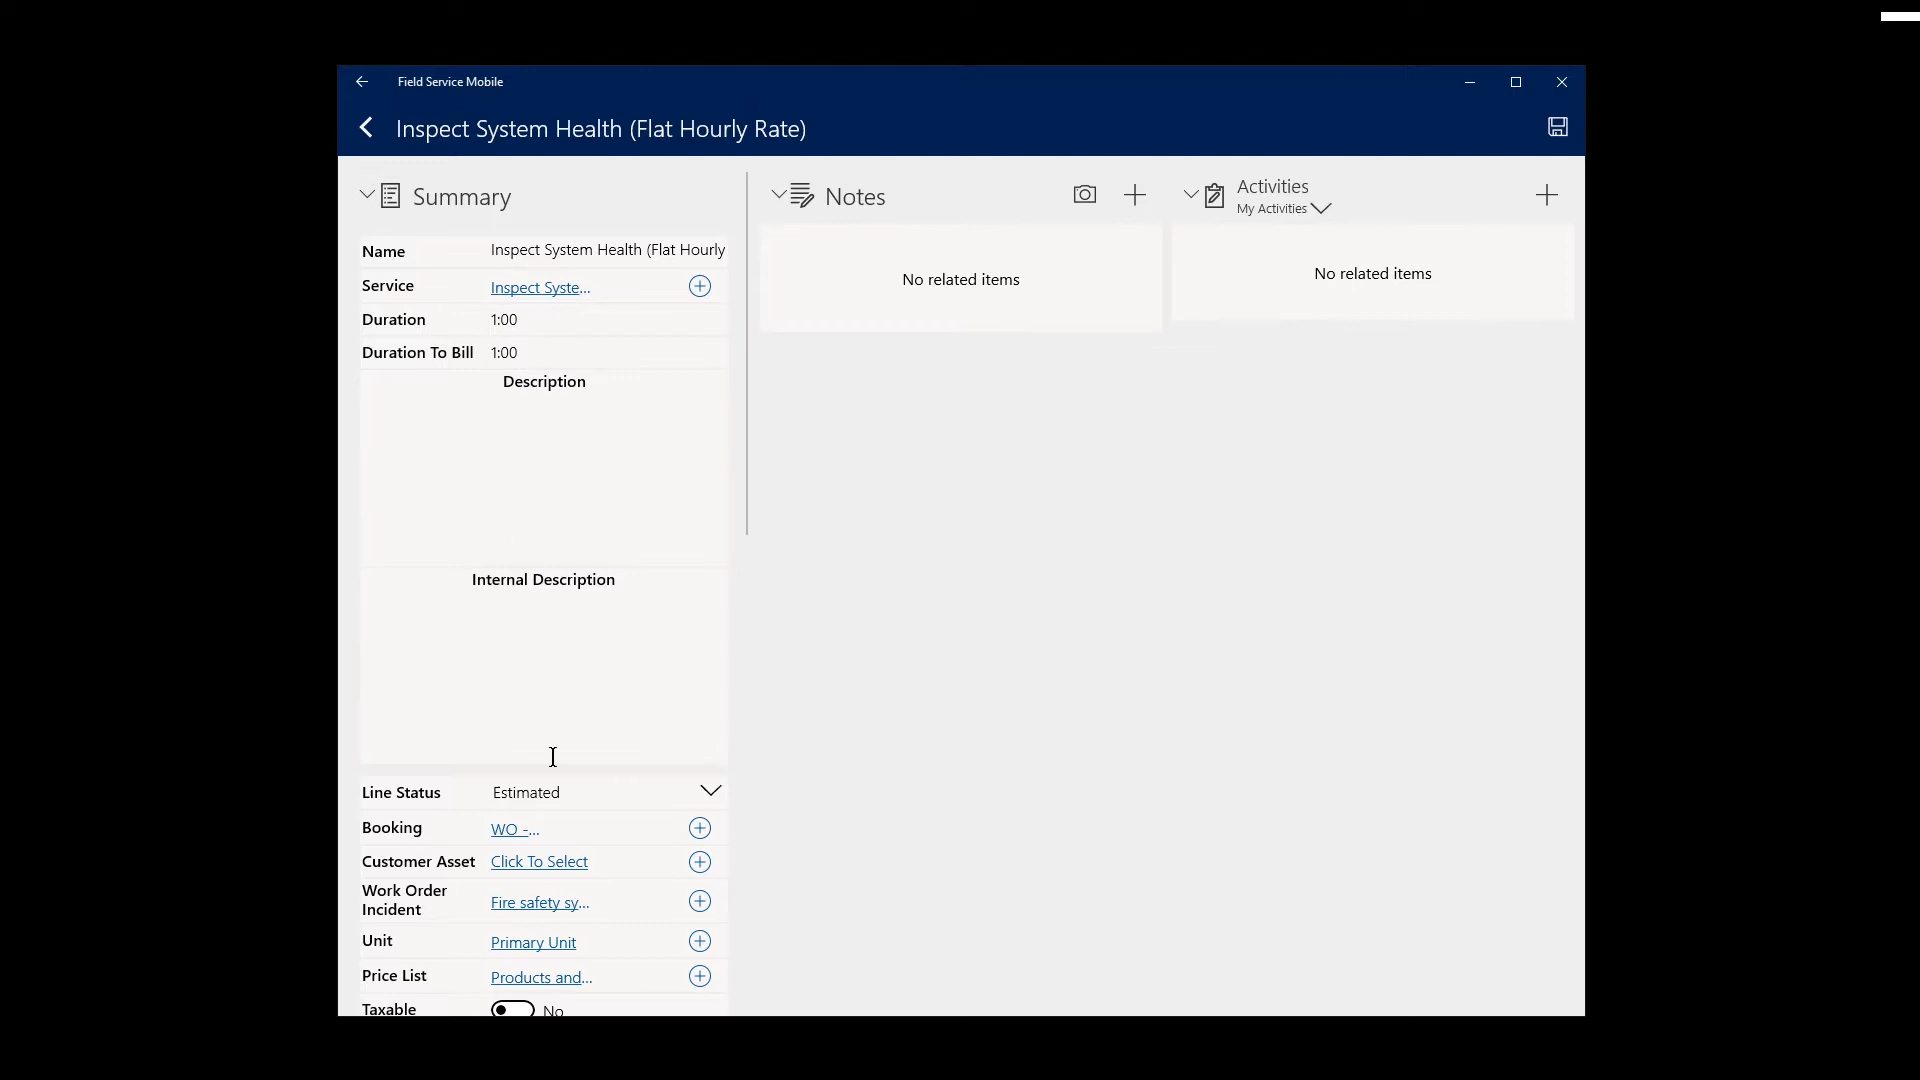 Field Service Mobile
Inspect System Health (Flat Hourly Rate)
Summary
Name
Inspect System Health (Flat Hourly
Service
Inspect Syste...
Duration
1:00
Duration To Bill
1:00
Description
Internal Description
Line Status
Estimated
Booking
WO -...
Customer Asset
Click To Select
Work Order
Incident
Fire safety sy...
Unit
Primary Unit
Price List
Products and...
Taxable
No
Notes
No related items
Activities
My Activities
No related items